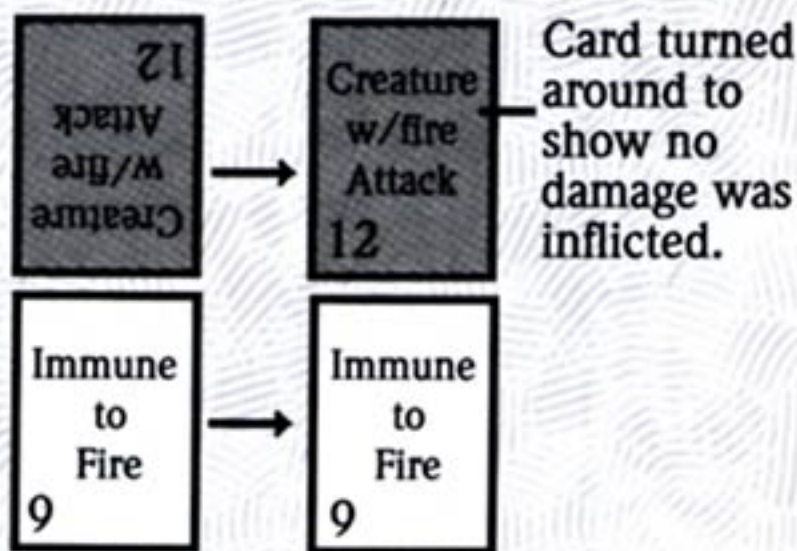 12
Creature
w/fire
Attack
Creature
w/fire
Attack
12
Card turned
around to
show no
damage was
inflicted.
Immune
to
Fire
9
Immune
to
Fire
9